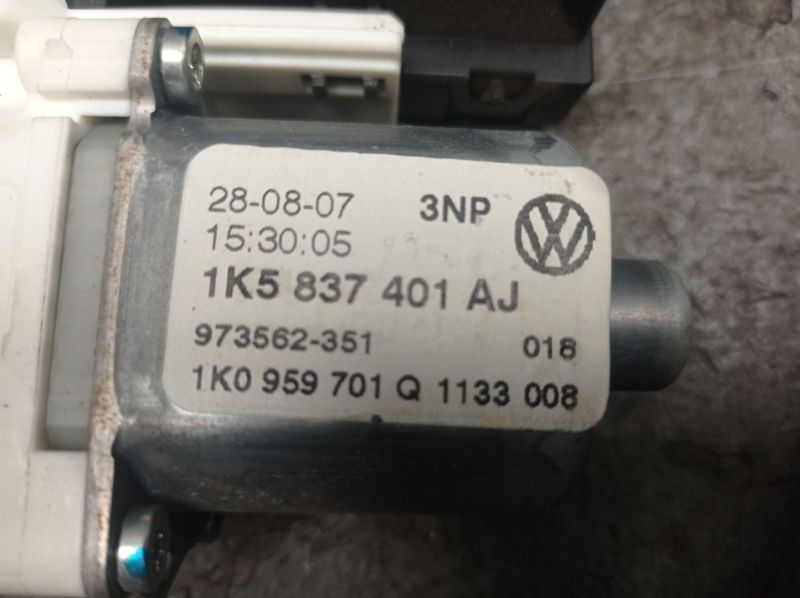 28-08-07 3NP
15:30:05
1K5 837 401 AJ
973562-351 018
1K0 959 701 Q 1133 008